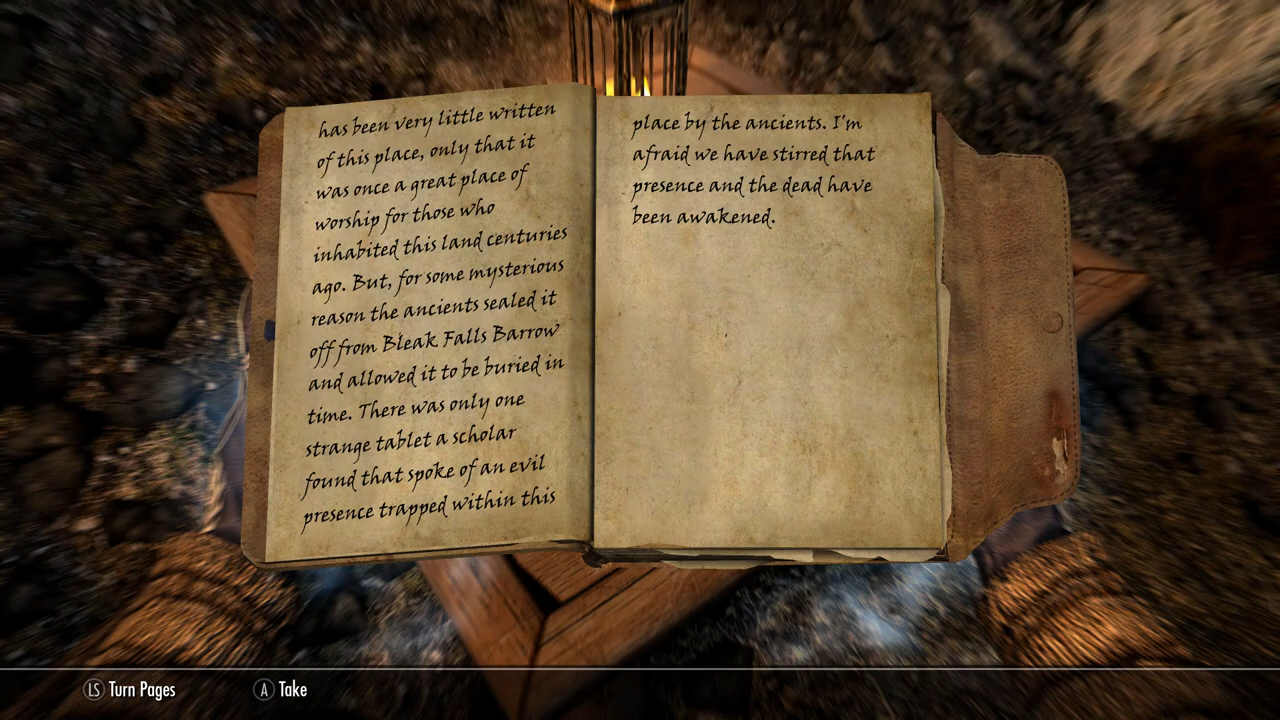 has been very little written
of this place, only that it
was once a great place of
worship for those who
inhabited this land centuries
ago. But, for some mysterious
reason the ancients sealed it
off from Bleak Falls Barrow
and allowed it to be buried in
time. There was only one
strange tablet a scholar
found that spoke of an evil
presence trapped within this
place by the ancients. I'm
afraid we have stirred that
presence and the dead have
been awakened.
LS Turn Pages
A Take